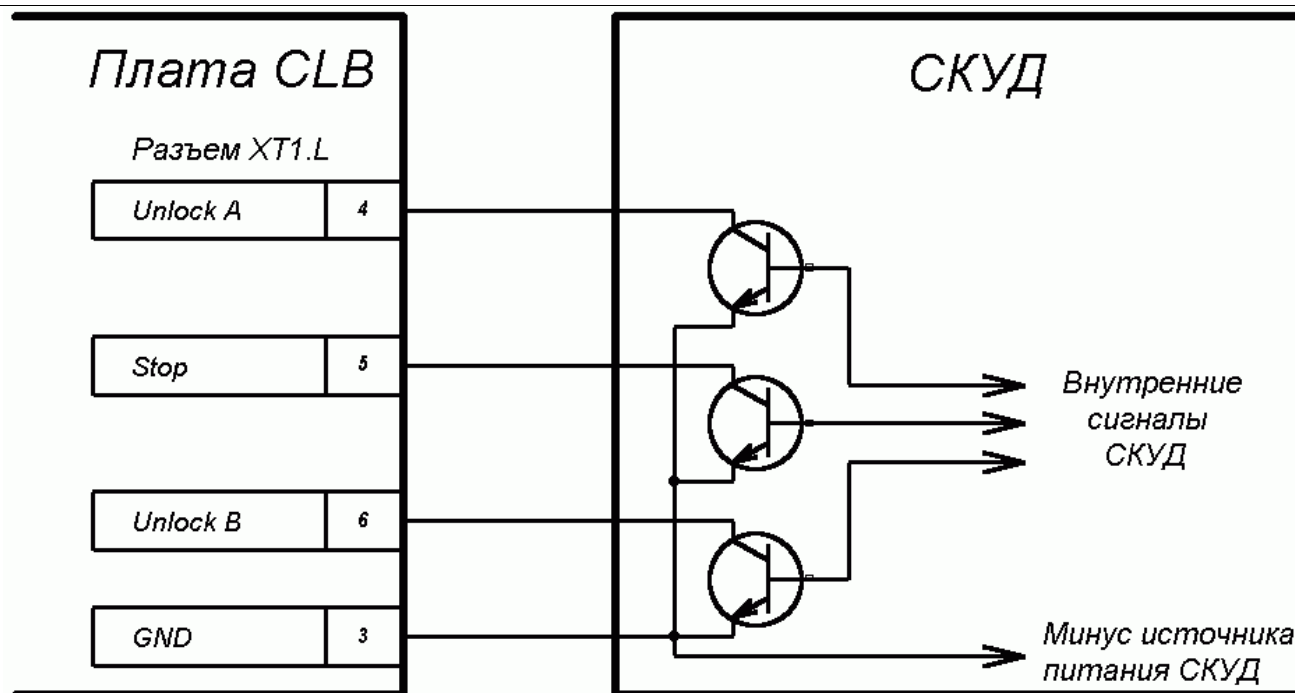 Плата CLB
СКУД
Разъем XT1.L
Unlock A 4
Stop 5
Unlock B 6
GND 3
Внутренние
сигналы
СКУД
Минус источника
питания СКУД